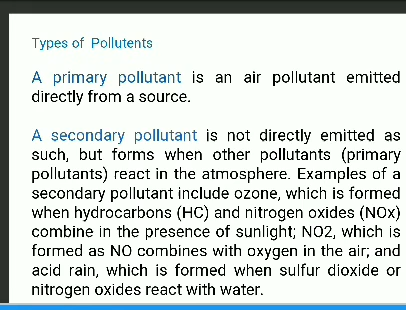 Types of Pollutents
A primary pollutant is an air pollutant emitted
directly from a source.
A secondary pollutant is not directly emitted as
such, but forms when other pollutants (primary
pollutants) react in the atmosphere. Examples of a
secondary pollutant include ozone, which is formed
when hydrocarbons (HC) and nitrogen oxides (NOx)
combine in the presence of sunlight; NO2, which is
formed as NO combines with oxygen in the air; and
acid rain, which is formed when sulfur dioxide or
nitrogen oxides react with water.